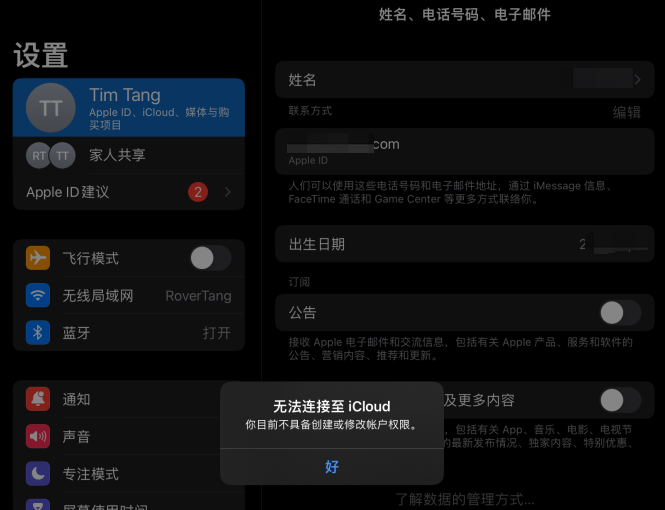 姓名、电话号码、电子邮件
设置
TT
Tim Tang
Apple ID、iCloud、媒体与购
买项目
RT TT 家人共享
Apple ID 建议 2
飞行模式
无线局域网 RoverTang
蓝牙 打开
通知
声音
专注模式
屏幕使用时间
姓名
联系方式 编辑
com
Apple ID
人们可以使用这些电话号码和电子邮件地址，通过 iMessage 信息、
FaceTime 通话和 Game Center 等更多方式联络你。
出生日期 2
订阅
公告
接收 Apple 电子邮件和交流信息，包括有关 Apple 产品、服务和软件的
公告、营销内容、推荐和更新。
及更多内容
，包括有关 App、音乐、电影、电视节
的最新发布情况、独家内容、特别优惠、
了解数据的管理方式...
无法连接至 iCloud
你目前不具备创建或修改帐户权限。
好